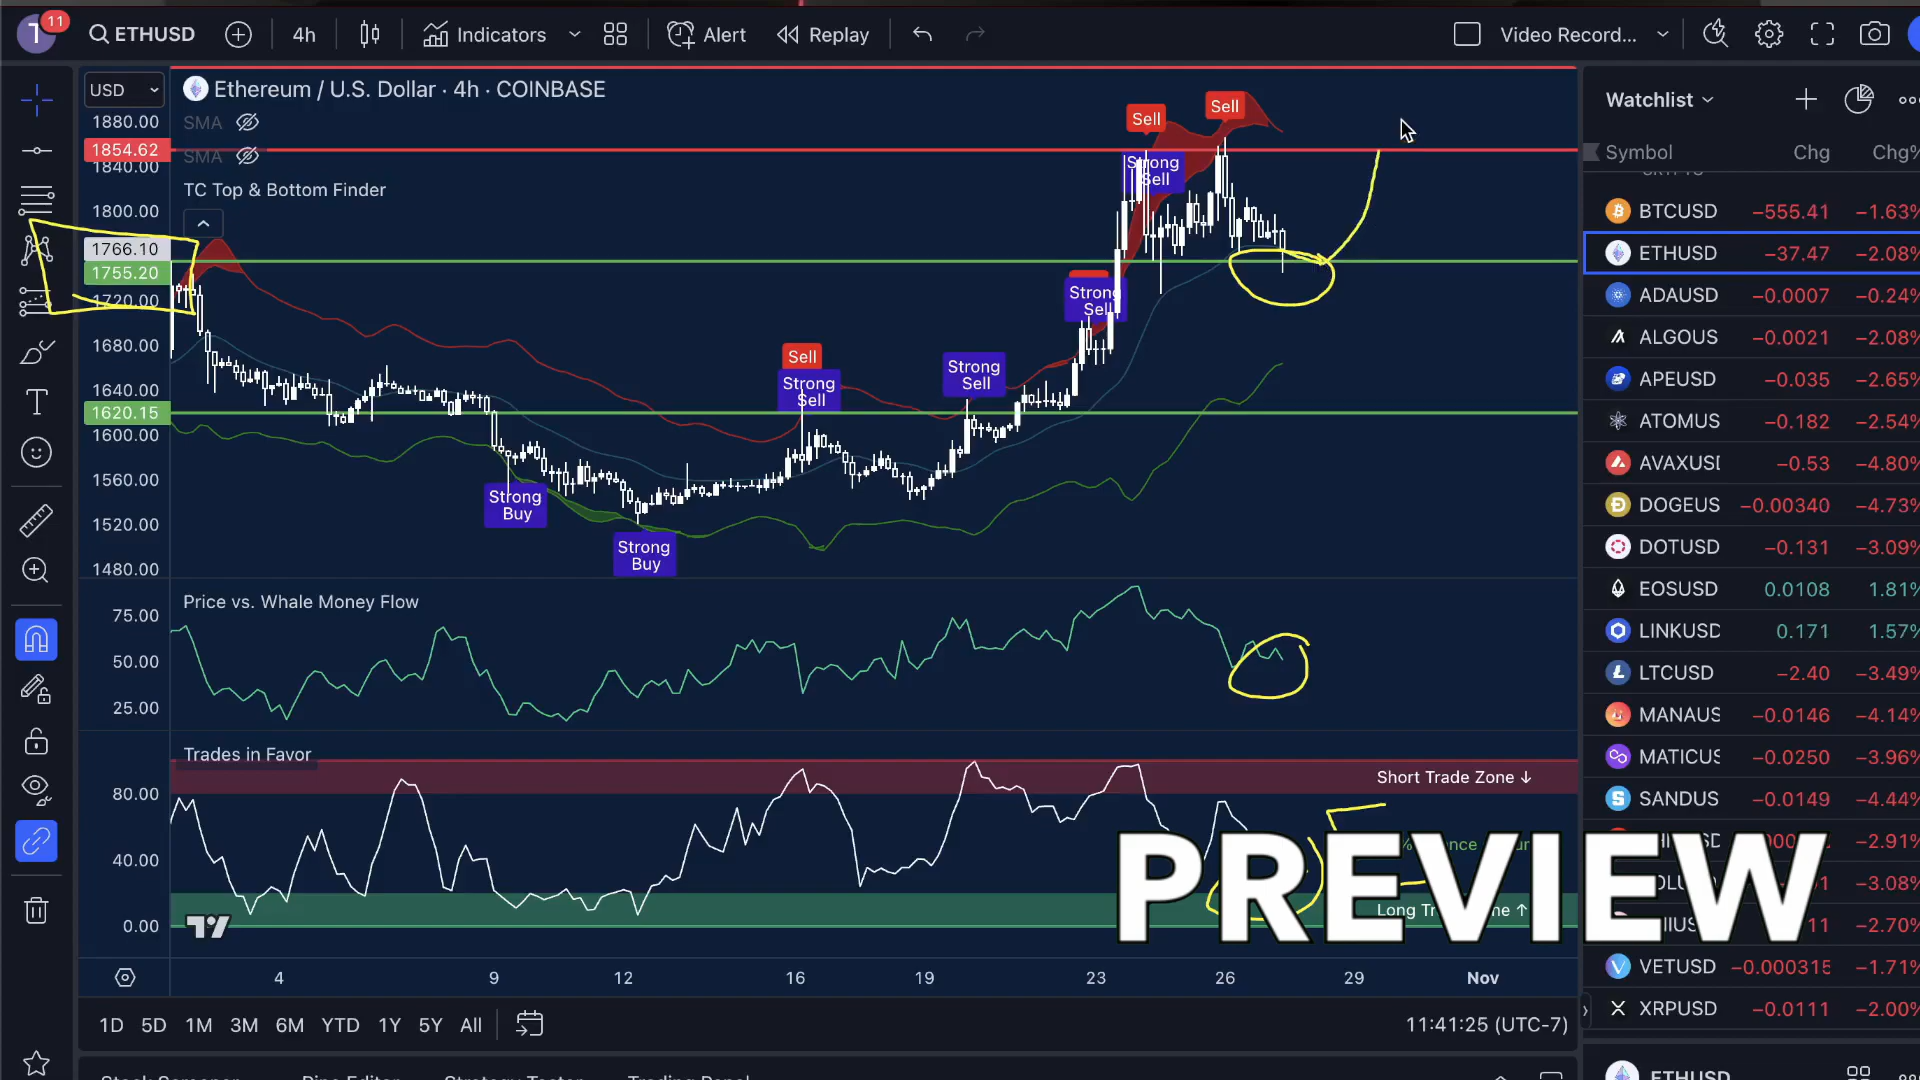 11
ETHUSD
4h
Indicators
Alert
Replay
Video Record...
USD
Ethereum / U.S. Dollar · 4h · COINBASE
SMA
SMA
TC Top & Bottom Finder
1880.00
1854.62
1840.00
1800.00
1766.10
1755.20
1720.00
1680.00
1640.00
1620.15
1600.00
1560.00
1520.00
1480.00
Sell
Sell
Strong
Sell
Strong
Sell
Sell
Strong
Sell
Strong
Sell
Strong
Buy
Strong
Buy
Price vs. Whale Money Flow
75.00
50.00
25.00
Trades in Favor
80.00
40.00
0.00
Short Trade Zone ↓
PREVIEW
4 9 12 16 19 23 26 29 Nov
1D 5D 1M 3M 6M YTD 1Y 5Y All
11:41:25 (UTC-7)
Watchlist
Symbol Chg Chg%
BTCUSD −555.41 −1.63%
ETHUSD −37.47 −2.08%
ADAUSD −0.0007 −0.24%
ALGOUS −0.0021 −2.08%
APEUSD −0.035 −2.65%
ATOMUS −0.182 −2.54%
AVAXUSD −0.53 −4.80%
DOGEUS −0.00340 −4.73%
DOTUSD −0.131 −3.09%
EOSUSD 0.0108 1.81%
LINKUSD 0.171 1.57%
LTCUSD −2.40 −3.49%
MANAUS −0.0146 −4.14%
MATICUS −0.0250 −3.96%
SANDUS −0.0149 −4.44%
−2.91%
−3.08%
11 −2.70%
VETUSD −0.000315 −1.71%
XRPUSD −0.0111 −2.00%
ETHUSD